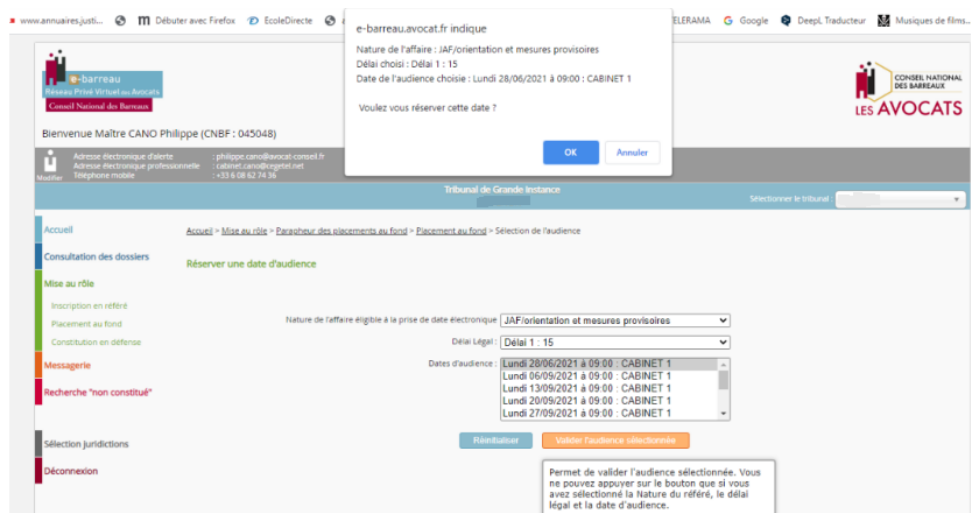 www.annuaires.justi...
Débuter avec Firefox
EcoleDirecte
ELERAMA
Google
DeepL Traducteur
Musiques de films...
e-barreau.avocat.fr indique
Nature de l'affaire : JAF/orientation et mesures provisoires
Délai choisi : Délai 1 : 15
Date de l'audience choisie : Lundi 28/06/2021 à 09:00 : CABINET 1
Voulez vous réserver cette date ?
OK
Annuler
e-barreau
Réseau Privé Virtuel des Avocats
Conseil National des Barreaux
CONSEIL NATIONAL
DES BARREAUX
LES AVOCATS
Bienvenue Maître CANO Philippe (CNBF : 045048)
Modifier
Adresse électronique d'alerte : philippe.cano@avocat-conseil.fr
Adresse électronique professionnelle : cabinet.cano@cegetel.net
Téléphone mobile : +33 6 08 62 74 36
Tribunal de Grande Instance
Sélectionner le tribunal :
Accueil
Consultation des dossiers
Mise au rôle
Inscription en référé
Placement au fond
Constitution en défense
Messagerie
Recherche "non constitué"
Sélection juridictions
Déconnexion
Accueil > Mise au rôle > Parapheur des placements au fond > Placement au fond > Sélection de l'audience
Réserver une date d'audience
Nature de l'affaire éligible à la prise de date électronique : JAF/orientation et mesures provisoires
Délai Légal : Délai 1 : 15
Dates d'audience : Lundi 28/06/2021 à 09:00 : CABINET 1
Lundi 06/09/2021 à 09:00 : CABINET 1
Lundi 13/09/2021 à 09:00 : CABINET 1
Lundi 20/09/2021 à 09:00 : CABINET 1
Lundi 27/09/2021 à 09:00 : CABINET 1
Réinitialiser
Valider l'audience sélectionnée
Permet de valider l'audience sélectionnée. Vous
ne pouvez appuyer sur le bouton que si vous
avez sélectionné la Nature du référé, le délai
légal et la date d'audience.